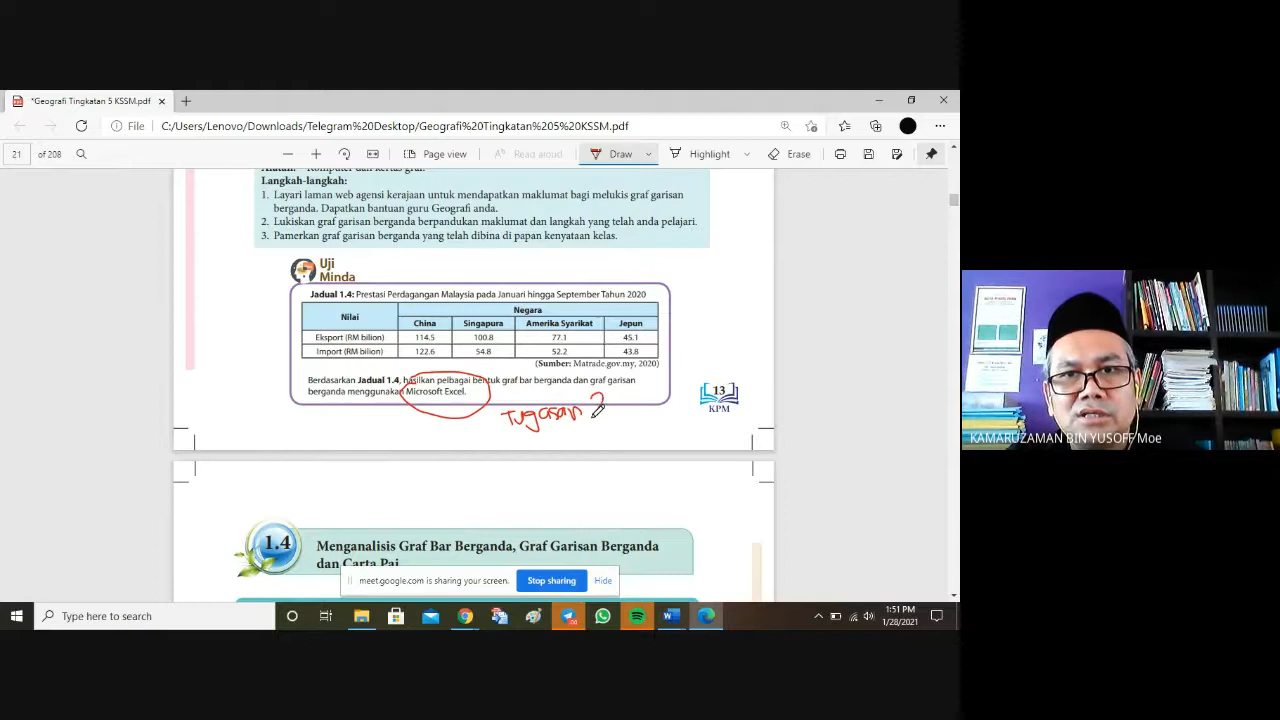 *Geografi Tingkatan 5 KSSM.pdf
File C:/Users/Lenovo/Downloads/Telegram%20Desktop/Geografi%20Tingkatan%205%20KSSM.pdf
21 of 208 Page view Read aloud Draw Highlight Erase
Alatan: Komputer dan kertas graf.
Langkah-langkah:
1. Layari laman web agensi kerajaan untuk mendapatkan maklumat bagi melukis graf garisan
berganda. Dapatkan bantuan guru Geografi anda.
2. Lukiskan graf garisan berganda berpandukan maklumat dan langkah yang telah anda pelajari.
3. Pamerkan graf garisan berganda yang telah dibina di papan kenyataan kelas.
Uji
Minda
Jadual 1.4: Prestasi Perdagangan Malaysia pada Januari hingga September Tahun 2020
Nilai Negara
China Singapura Amerika Syarikat Jepun
Eksport (RM bilion) 114.5 100.8 77.1 45.1
Import (RM bilion) 122.6 54.8 52.2 43.8
(Sumber: Matrade.gov.my, 2020)
Berdasarkan Jadual 1.4, hasilkan pelbagai bentuk graf bar berganda dan graf garisan
berganda menggunakan Microsoft Excel.
13
KPM
Tugasan 2
1.4 Menganalisis Graf Bar Berganda, Graf Garisan Berganda
dan Carta Pai
meet.google.com is sharing your screen. Stop sharing Hide
Type here to search
1:51 PM
1/28/2021
KAMARUZAMAN BIN YUSOFF Moe